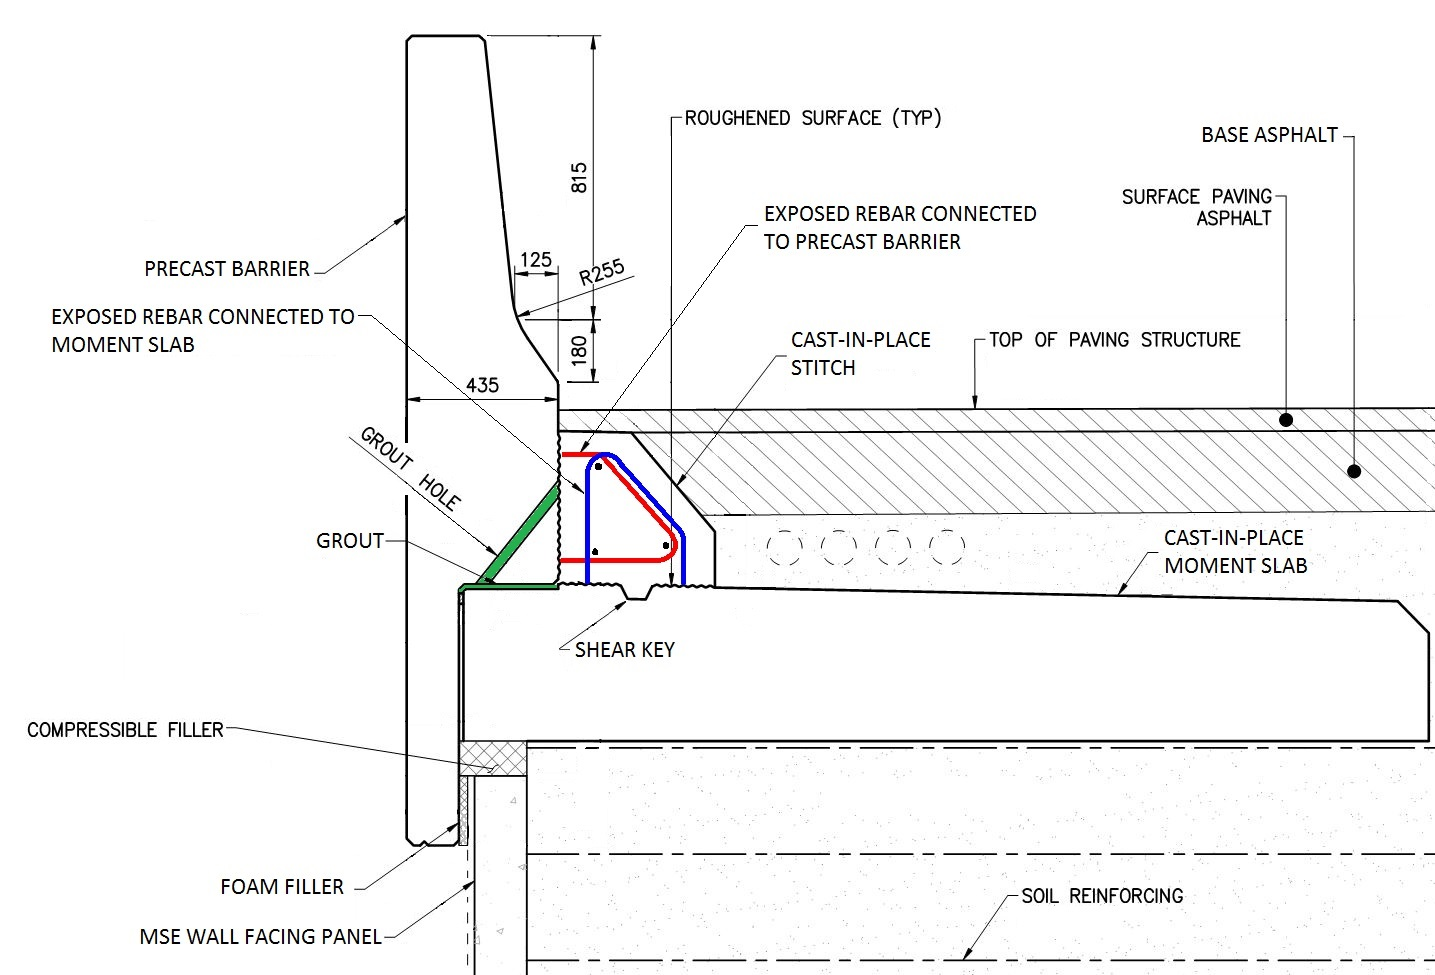 ROUGHENED SURFACE (TYP)
BASE ASPHALT
815
SURFACE PAVING
ASPHALT
EXPOSED REBAR CONNECTED
TO PRECAST BARRIER
125
R255
PRECAST BARRIER
EXPOSED REBAR CONNECTED TO
MOMENT SLAB
180
CAST-IN-PLACE
STITCH
TOP OF PAVING STRUCTURE
435
GROUT HOLE
GROUT
CAST-IN-PLACE
MOMENT SLAB
SHEAR KEY
COMPRESSIBLE FILLER
FOAM FILLER
SOIL REINFORCING
MSE WALL FACING PANEL